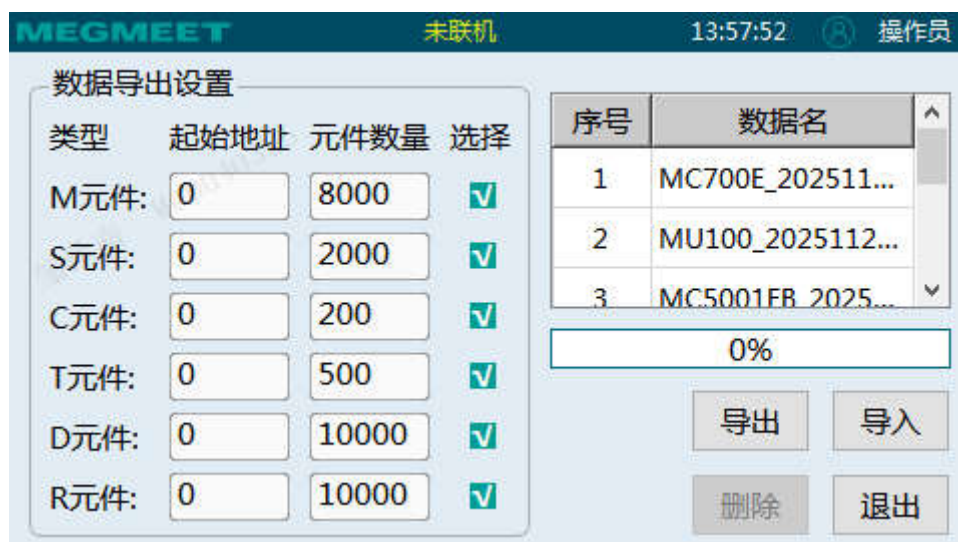 MEGMEET 未联机 13:57:52 操作员
数据导出设置
类型 起始地址 元件数量 选择
M元件: 0 8000
S元件: 0 2000
C元件: 0 200
T元件: 0 500
D元件: 0 10000
R元件: 0 10000
序号 数据名
1 MC700E_202511...
2 MU100_2025112...
3 MC5001EB_2025...
0%
导出 导入
删除 退出